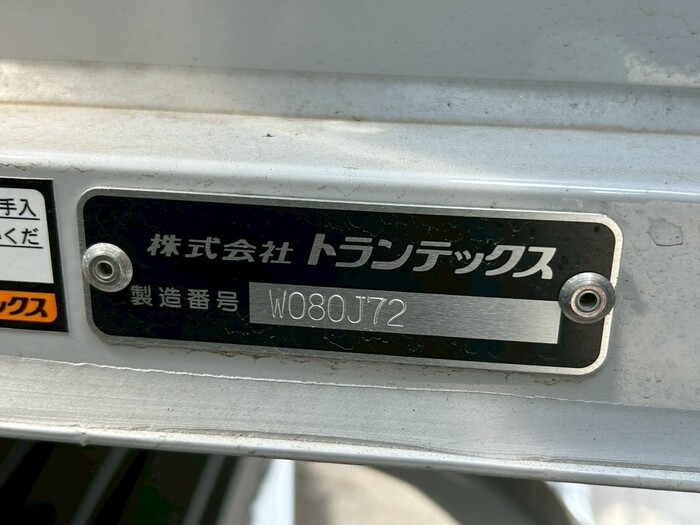 手入
くだ
ックス
株式会社 トランテックス
製造番号 W080J72